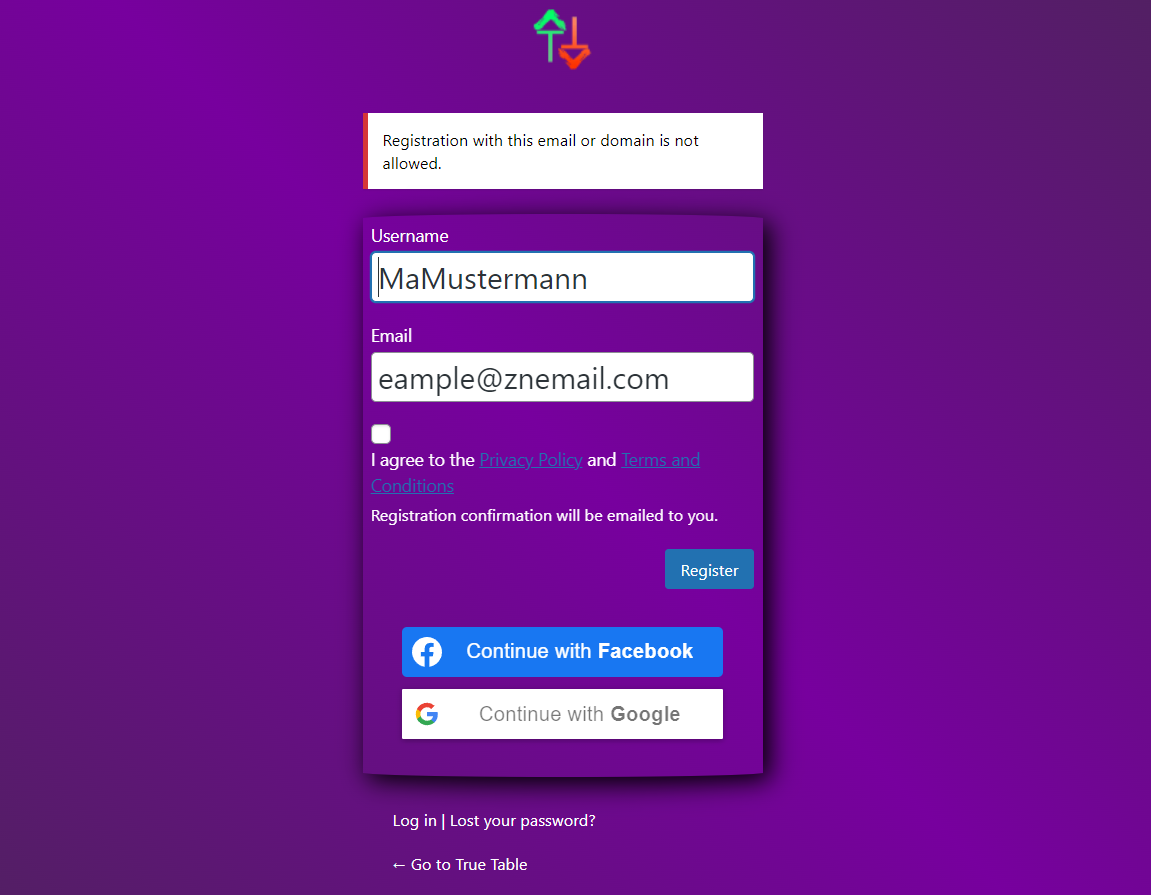 Registration with this email or domain is not
allowed.
Username
MaMustermann
Email
eample@znemail.com
I agree to the Privacy Policy and Terms and
Conditions
Registration confirmation will be emailed to you.
Register
Continue with Facebook
Continue with Google
Log in | Lost your password?
← Go to True Table